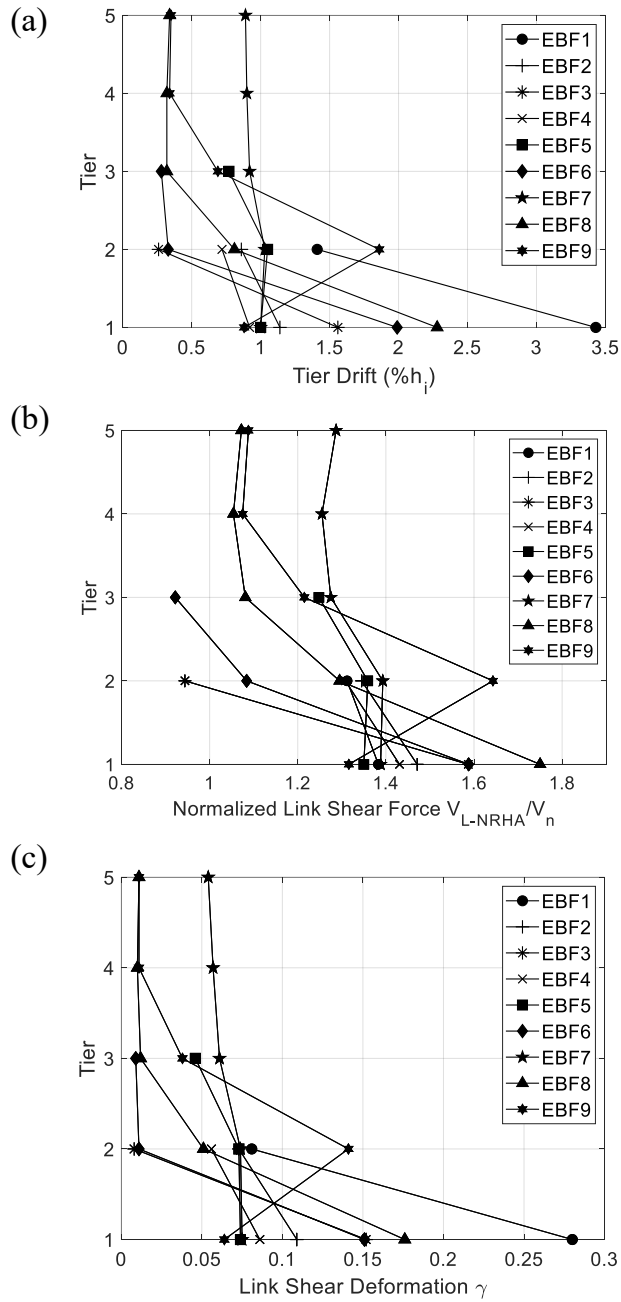 (a)
5
4
3
2
1
Tier
0
0.5
1
1.5
2
2.5
3
3.5
Tier Drift (%h_i)
EBF1
EBF2
EBF3
EBF4
EBF5
EBF6
EBF7
EBF8
EBF9
(b)
5
4
3
2
1
Tier
0.8
1
1.2
1.4
1.6
1.8
Normalized Link Shear Force V_{L-NRHA}/V_n
EBF1
EBF2
EBF3
EBF4
EBF5
EBF6
EBF7
EBF8
EBF9
(c)
5
4
3
2
1
Tier
0
0.05
0.1
0.15
0.2
0.25
0.3
Link Shear Deformation γ
EBF1
EBF2
EBF3
EBF4
EBF5
EBF6
EBF7
EBF8
EBF9